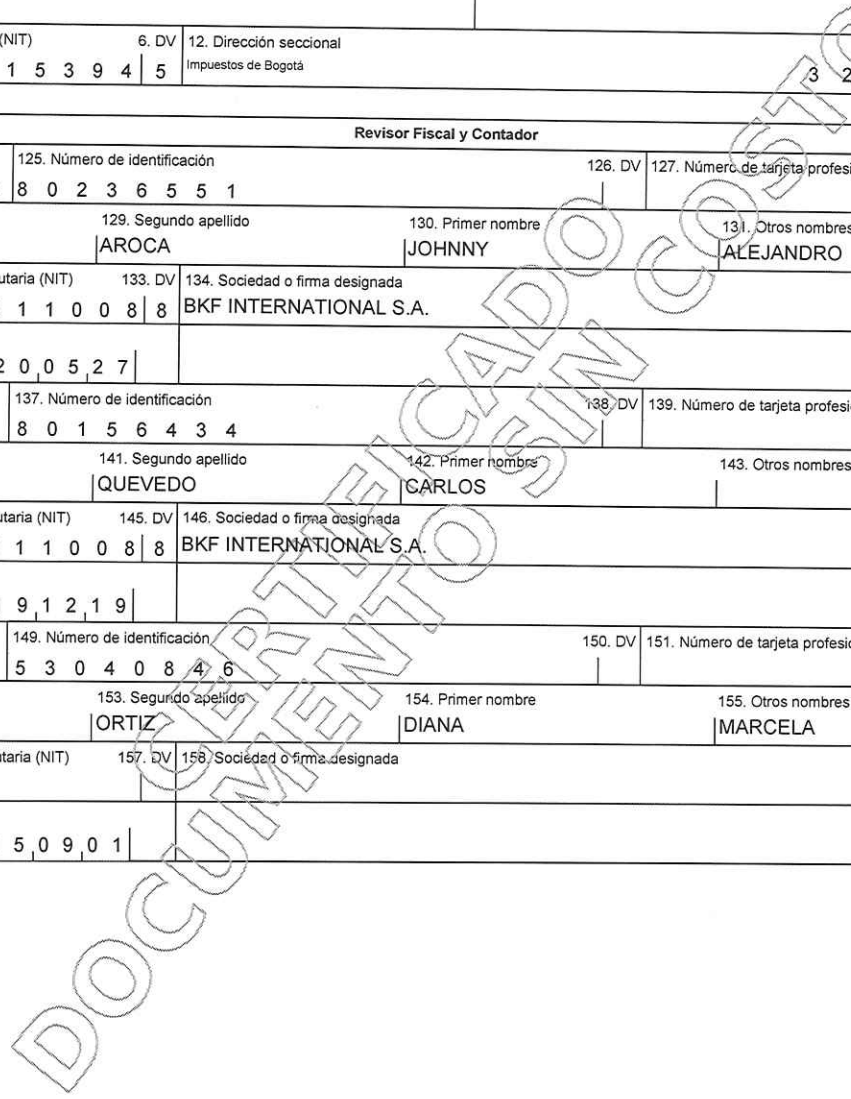 (NIT) 6. DV 12. Dirección seccional
1 5 3 9 4 5 Impuestos de Bogotá 3 2
Revisor Fiscal y Contador
125. Número de identificación 126. DV 127. Número de tarjeta profesi
8 0 2 3 6 5 5 1
129. Segundo apellido 130. Primer nombre 131. Otros nombres
AROCA JOHNNY ALEJANDRO
utaria (NIT) 133. DV 134. Sociedad o firma designada
1 1 0 0 8 8 BKF INTERNATIONAL S.A.
2 0 0 5 2 7
137. Número de identificación 138. DV 139. Número de tarjeta profesi
8 0 1 5 6 4 3 4
141. Segundo apellido 142. Primer nombre 143. Otros nombres
QUEVEDO CARLOS
utaria (NIT) 145. DV 146. Sociedad o firma designada
1 1 0 0 8 8 BKF INTERNATIONAL S.A.
9 1 2 1 9
149. Número de identificación 150. DV 151. Número de tarjeta profesi
5 3 0 4 0 8 4 6
153. Segundo apellido 154. Primer nombre 155. Otros nombres
ORTIZ DIANA MARCELA
utaria (NIT) 157. DV 158. Sociedad o firma designada
5 0 9 0 1
CERTIFICADO
DOCUMENTO SIN COSTO